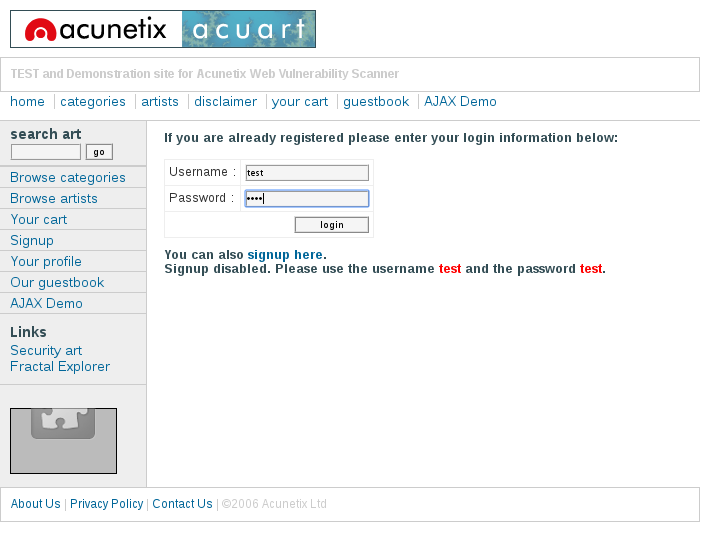 acunetix acuart
TEST and Demonstration site for Acunetix Web Vulnerability Scanner
home | categories | artists | disclaimer | your cart | guestbook | AJAX Demo
search art
go
Browse categories
Browse artists
Your cart
Signup
Your profile
Our guestbook
AJAX Demo
Links
Security art
Fractal Explorer
If you are already registered please enter your login information below:
Username : test
Password : ••••
login
You can also signup here.
Signup disabled. Please use the username test and the password test.
About Us | Privacy Policy | Contact Us | ©2006 Acunetix Ltd